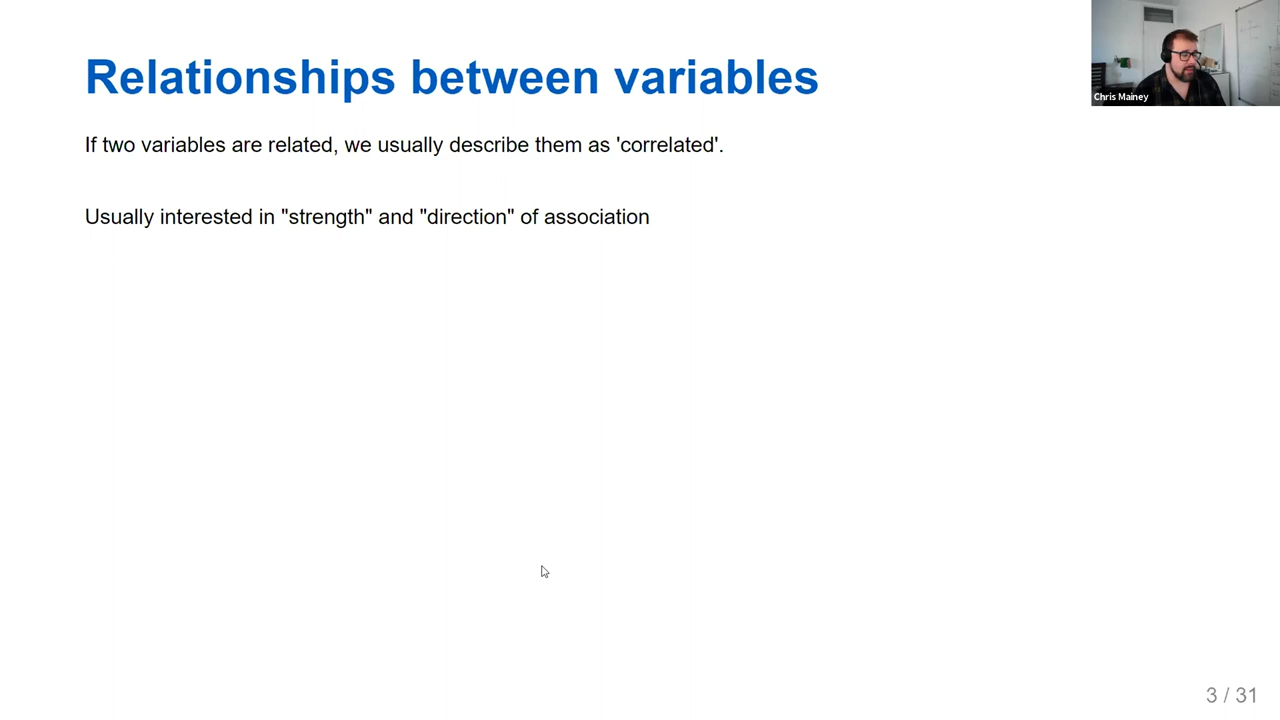 Relationships between variables
If two variables are related, we usually describe them as 'correlated'.
Usually interested in "strength" and "direction" of association
Chris Mainey
3 / 31